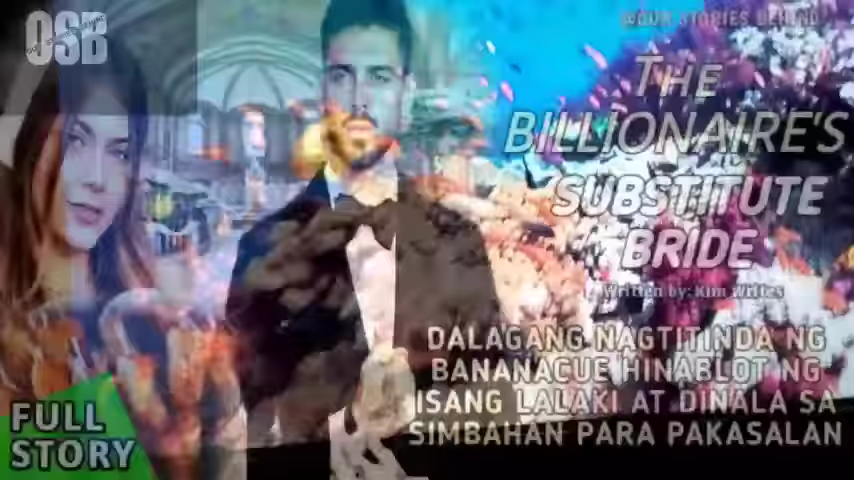 OSB
OUR STORIES BEHIND
THE
BILLIONAIRE'S
SUBSTITUTE
BRIDE
Written by: Kim Writes
DALAGANG NAGTITINDA NG
BANANACUE HINABLOT NG
ISANG LALAKI AT DINALA SA
SIMBAHAN PARA PAKASALAN
FULL
STORY